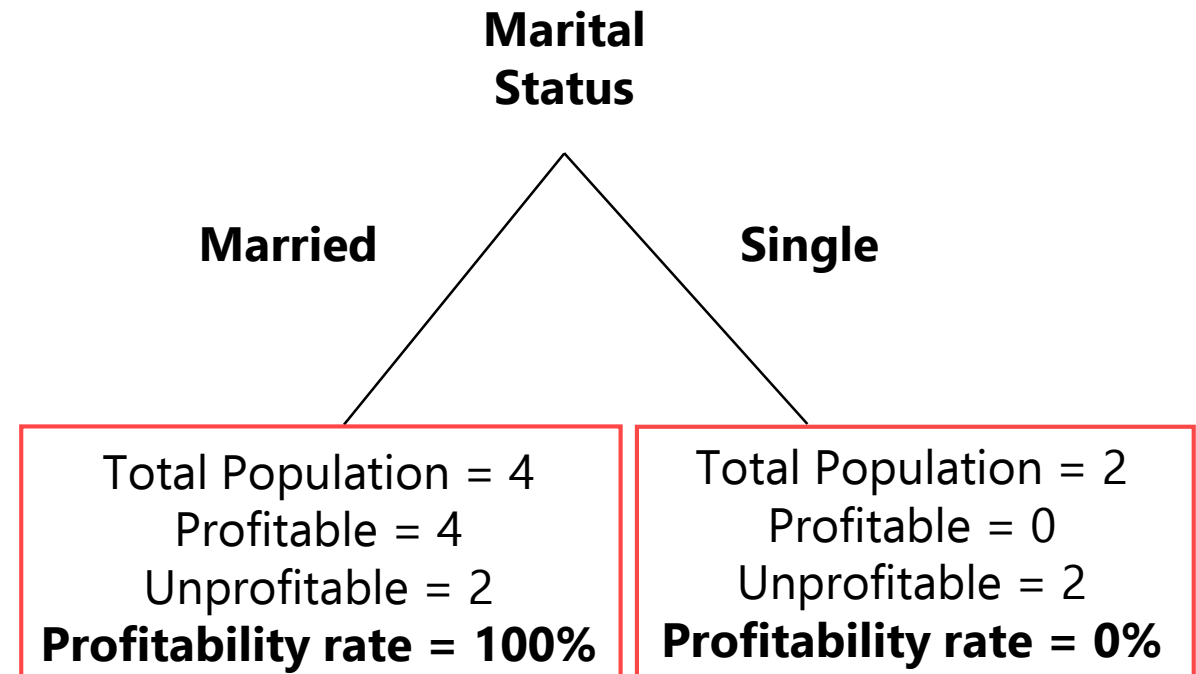 Marital
Status
Married
Single
Total Population = 4
Profitable = 4
Unprofitable = 2
Profitability rate = 100%
Total Population = 2
Profitable = 0
Unprofitable = 2
Profitability rate = 0%